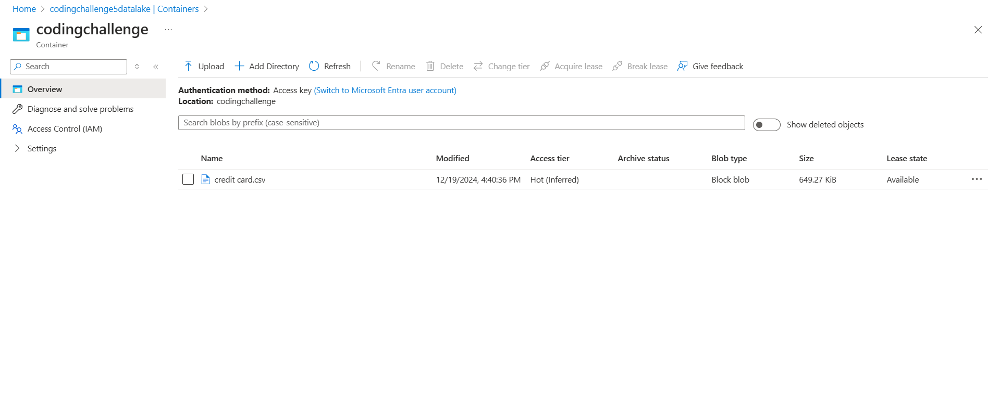 Home > codingchallenge5datalake | Containers >
codingchallenge ...
Container
Search
Overview
Diagnose and solve problems
Access Control (IAM)
Settings
Upload Add Directory Refresh Rename Delete Change tier Acquire lease Break lease Give feedback
Authentication method: Access key (Switch to Microsoft Entra user account)
Location: codingchallenge
Search blobs by prefix (case-sensitive) Show deleted objects
Name Modified Access tier Archive status Blob type Size Lease state
credit card.csv 12/19/2024, 4:40:36 PM Hot (Inferred) Block blob 649.27 KiB Available